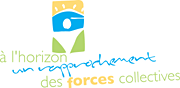 à l'horizon
un rapprochement
des forces collectives